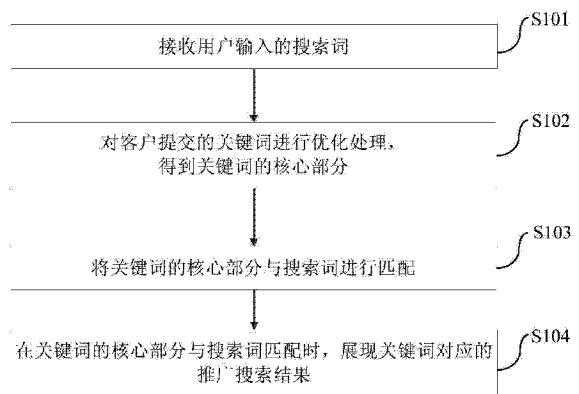 S101
接收用户输入的搜索词
S102
对客户提交的关键词进行优化处理，
得到关键词的核心部分
S103
将关键词的核心部分与搜索词进行匹配
S104
在关键词的核心部分与搜索词匹配时，展现关键词对应的
推广搜索结果